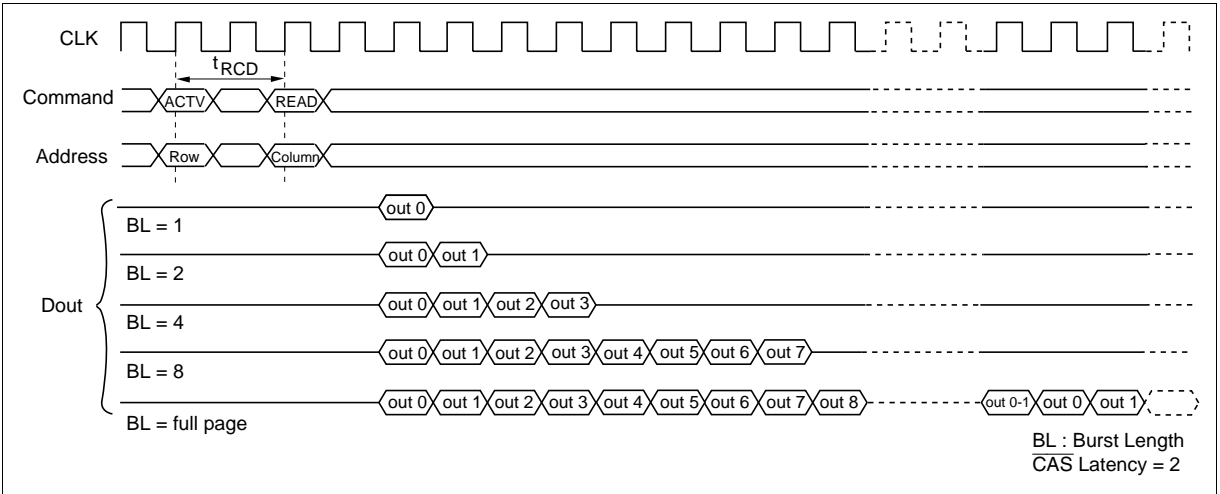 CLK
tRCD
Command ACTV READ
Address Row Column
out 0
BL = 1
out 0 out 1
BL = 2
Dout
out 0 out 1 out 2 out 3
BL = 4
out 0 out 1 out 2 out 3 out 4 out 5 out 6 out 7
BL = 8
out 0 out 1 out 2 out 3 out 4 out 5 out 6 out 7 out 8 out 0-1 out 0 out 1
BL = full page
BL : Burst Length
CAS Latency = 2